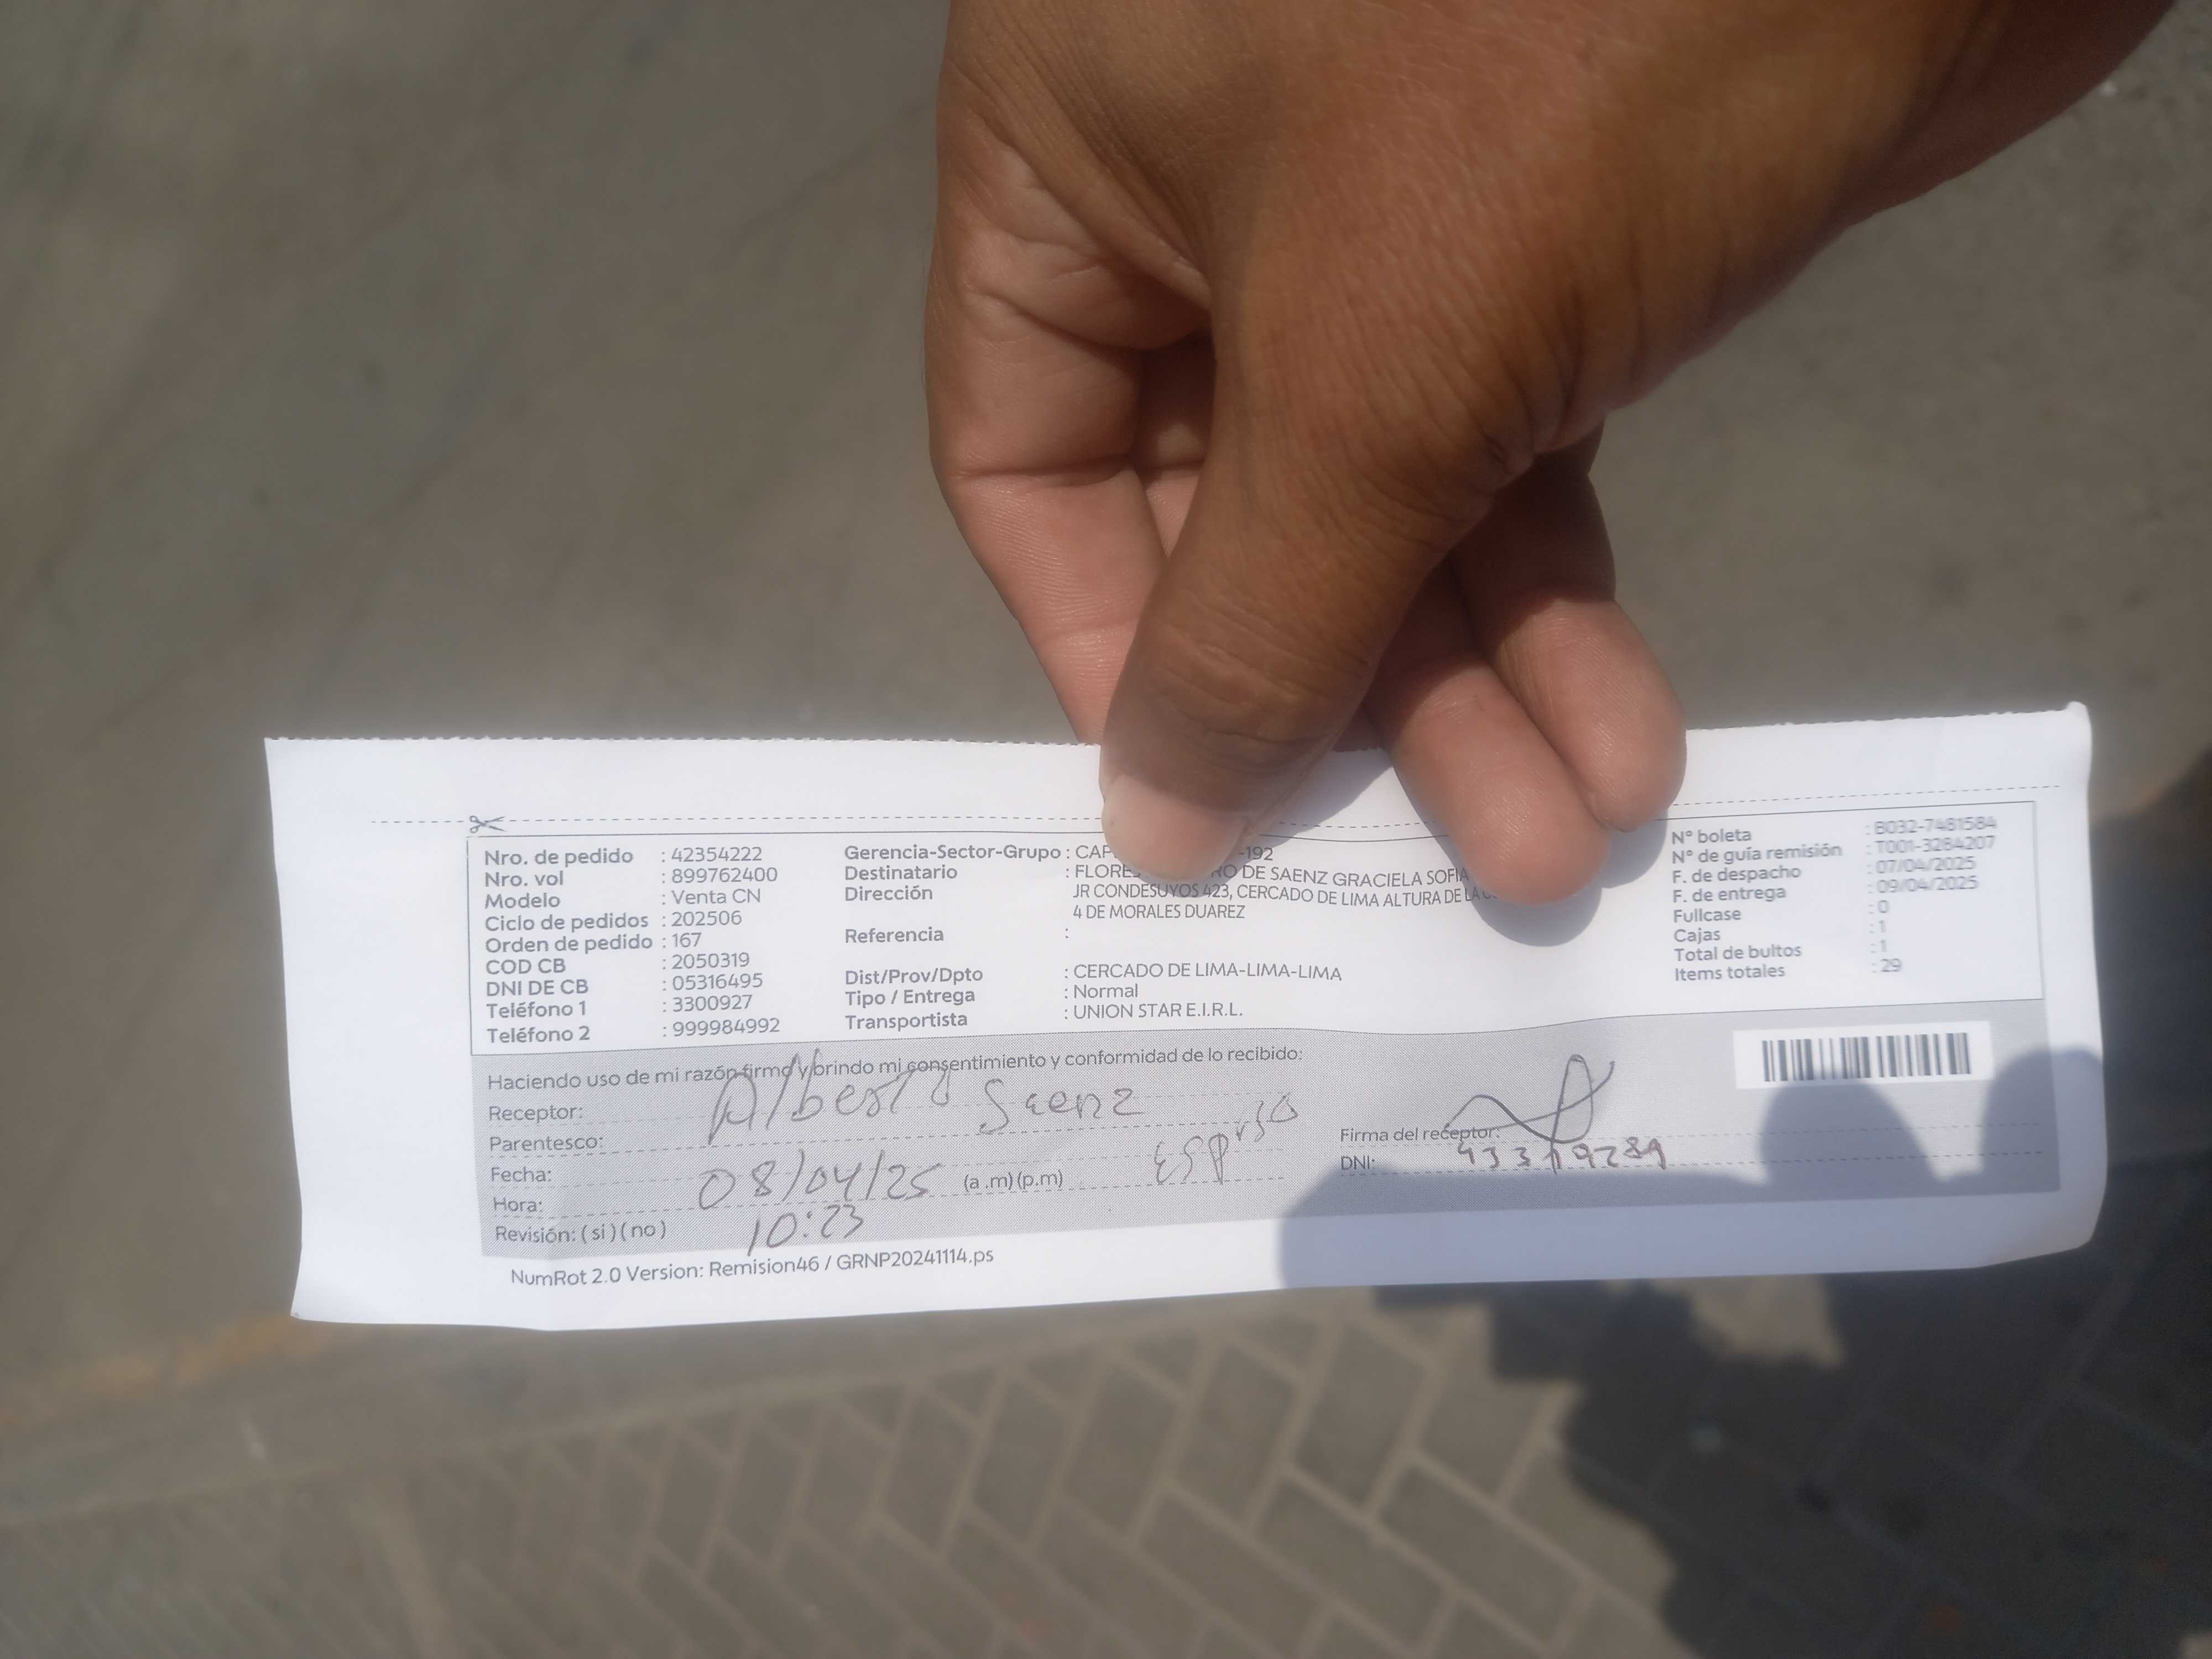 Nro. de pedido : 42354222
Nro. vol : 899762400
Modelo : Venta CN
Ciclo de pedidos : 202506
Orden de pedido : 167
COD CB : 2050319
DNI DE CB : 05316495
Teléfono 1 : 3300927
Teléfono 2 : 999984992
Gerencia-Sector-Grupo : -192
Destinatario : DE SAENZ GRACIELA SOFIA
Dirección : JR CONDESUYOS 423, CERCADO DE LIMA ALTURA DE LA
4 DE MORALES DUAREZ
Referencia :
Dist/Prov/Dpto : CERCADO DE LIMA-LIMA-LIMA
Tipo / Entrega : Normal
Transportista : UNION STAR E.I.R.L.
N° boleta : B032-7481584
N° de guía remisión : T001-3284207
F. de despacho : 07/04/2025
F. de entrega : 09/04/2025
Fullcase : 0
Cajas : 1
Total de bultos : 1
Items totales : 29
Haciendo uso de mi razón firmo y brindo mi consentimiento y conformidad de lo recibido:
Receptor: Alberto Saenz
Parentesco:
Fecha: 08/04/25 (a .m) (p.m)
Hora: 10:23
Revisión: ( si ) ( no )
Firma del receptor:
DNI:
NumRot 2.0 Version: Remision46 / GRNP20241114.ps